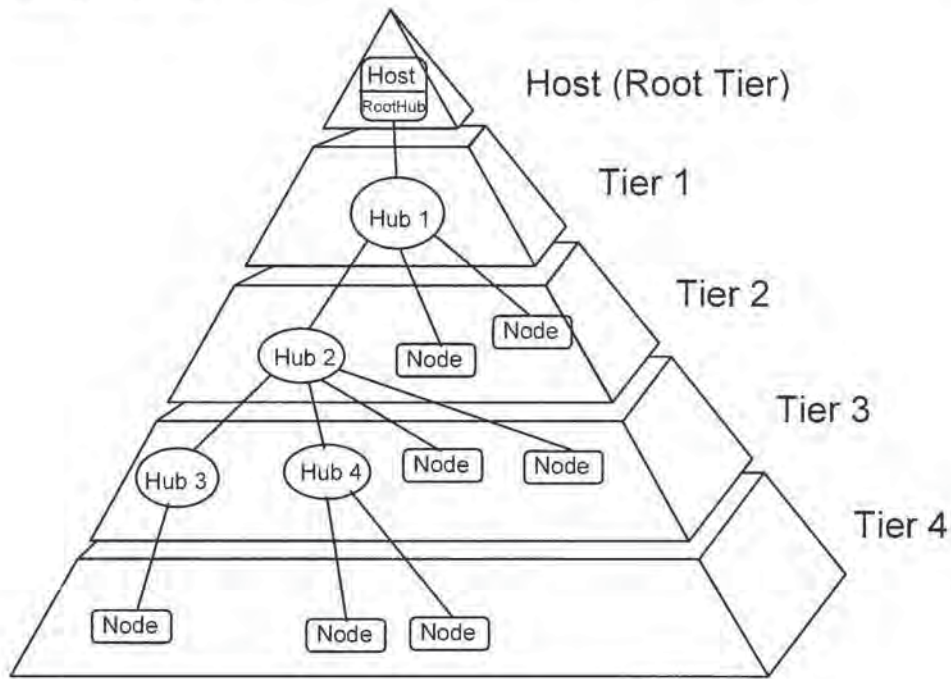 Host
RootHub
Host (Root Tier)
Tier 1
Hub 1
Tier 2
Node
Hub 2
Node
Tier 3
Hub 3
Hub 4
Node
Node
Tier 4
Node
Node
Node